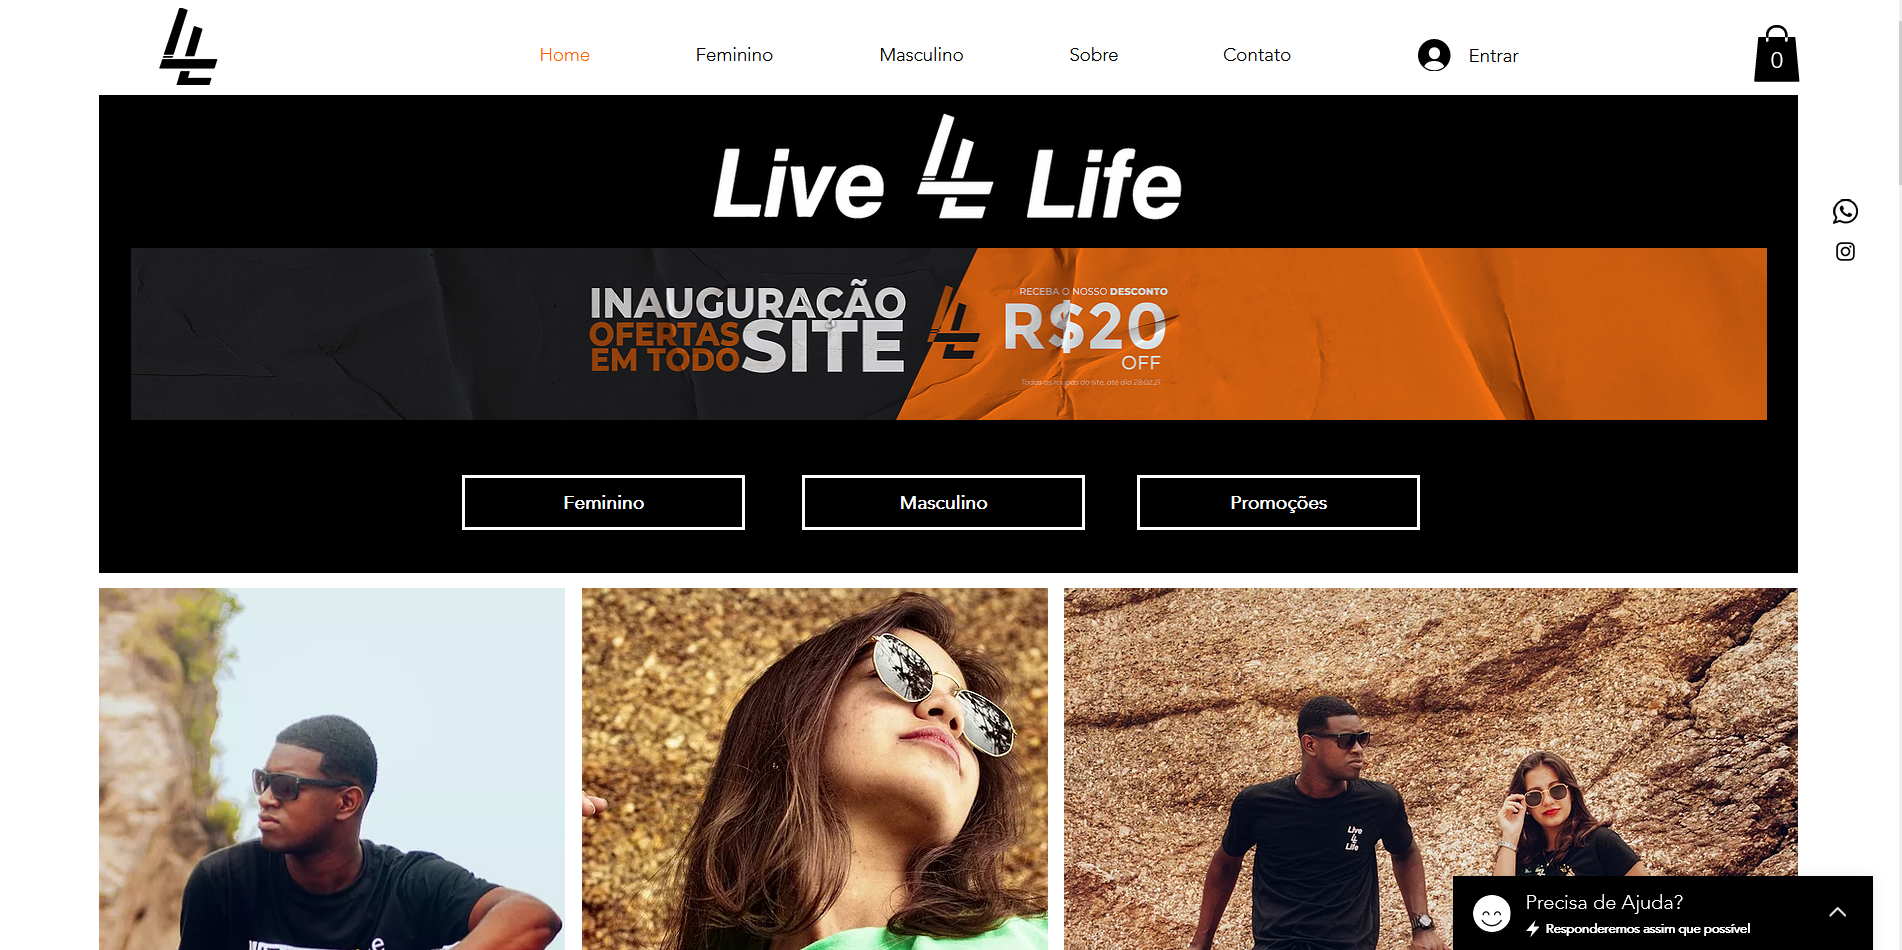 Home
Feminino
Masculino
Sobre
Contato
Entrar
0
Live 4L Life
INAUGURAÇÃO
OFERTAS
EM TODO
SITE
RECEBA O NOSSO DESCONTO
R$20
OFF
Todas as roupas do site, até dia 28.02.21
Feminino
Masculino
Promoções
Live
Life
Precisa de Ajuda?
Responderemos assim que possível